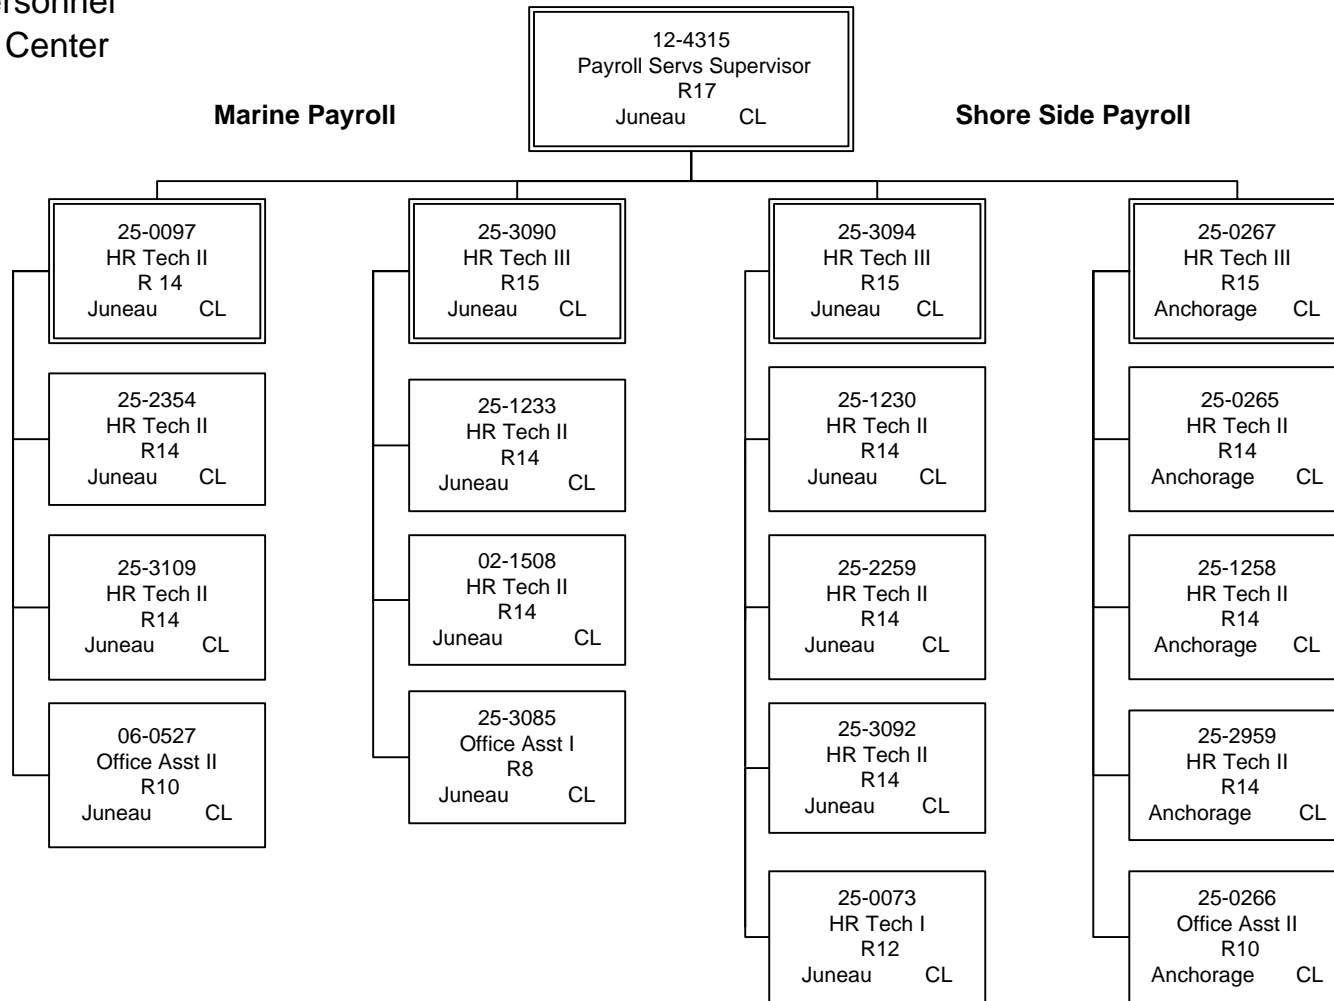 Center
12-4315
Payroll Servs Supervisor
R17
Juneau CL
Marine Payroll
Shore Side Payroll
25-0097
HR Tech II
R 14
Juneau CL
25-2354
HR Tech II
R14
Juneau CL
25-3109
HR Tech II
R14
Juneau CL
06-0527
Office Asst II
R10
Juneau CL
25-3090
HR Tech III
R15
Juneau CL
25-1233
HR Tech II
R14
Juneau CL
02-1508
HR Tech II
R14
Juneau CL
25-3085
Office Asst I
R8
Juneau CL
25-3094
HR Tech III
R15
Juneau CL
25-1230
HR Tech II
R14
Juneau CL
25-2259
HR Tech II
R14
Juneau CL
25-3092
HR Tech II
R14
Juneau CL
25-0073
HR Tech I
R12
Juneau CL
25-0267
HR Tech III
R15
Anchorage CL
25-0265
HR Tech II
R14
Anchorage CL
25-1258
HR Tech II
R14
Anchorage CL
25-2959
HR Tech II
R14
Anchorage CL
25-0266
Office Asst II
R10
Anchorage CL